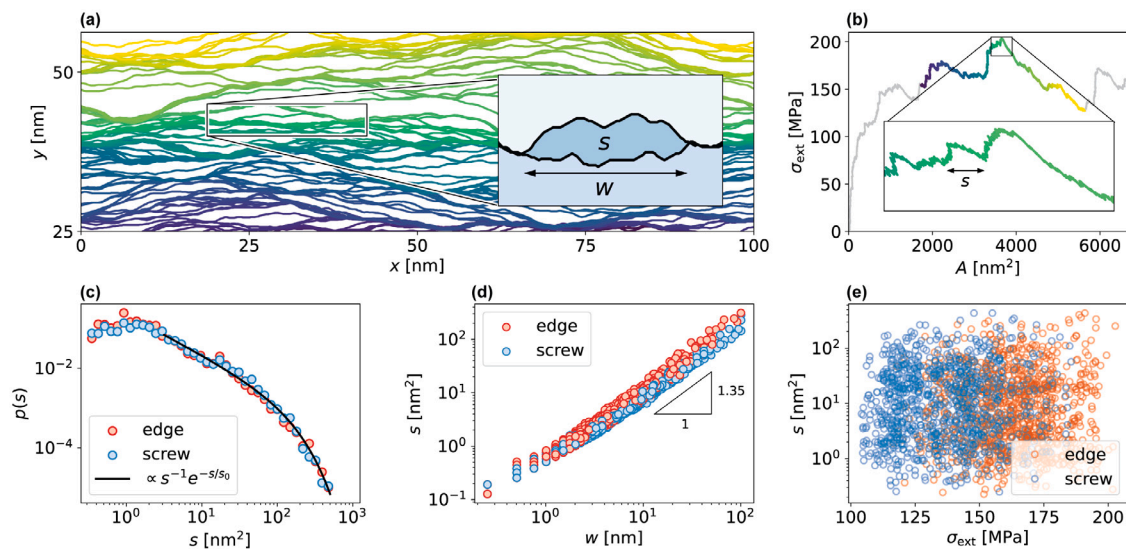 (a)
y [nm]
50
25
s
w
0
25
50
75
100
x [nm]
(b)
σext [MPa]
200
150
100
50
0
s
0
2000
4000
6000
A [nm²]
(c)
p(s)
10⁻²
10⁻⁴
edge
screw
∝ s⁻¹e⁻ˢ/ˢ⁰
10⁰
10¹
10²
10³
s [nm²]
(d)
s [nm²]
10²
10¹
10⁰
10⁻¹
edge
screw
1.35
1
10⁰
10¹
10²
w [nm]
(e)
s [nm²]
10²
10¹
10⁰
edge
screw
100
125
150
175
200
σext [MPa]